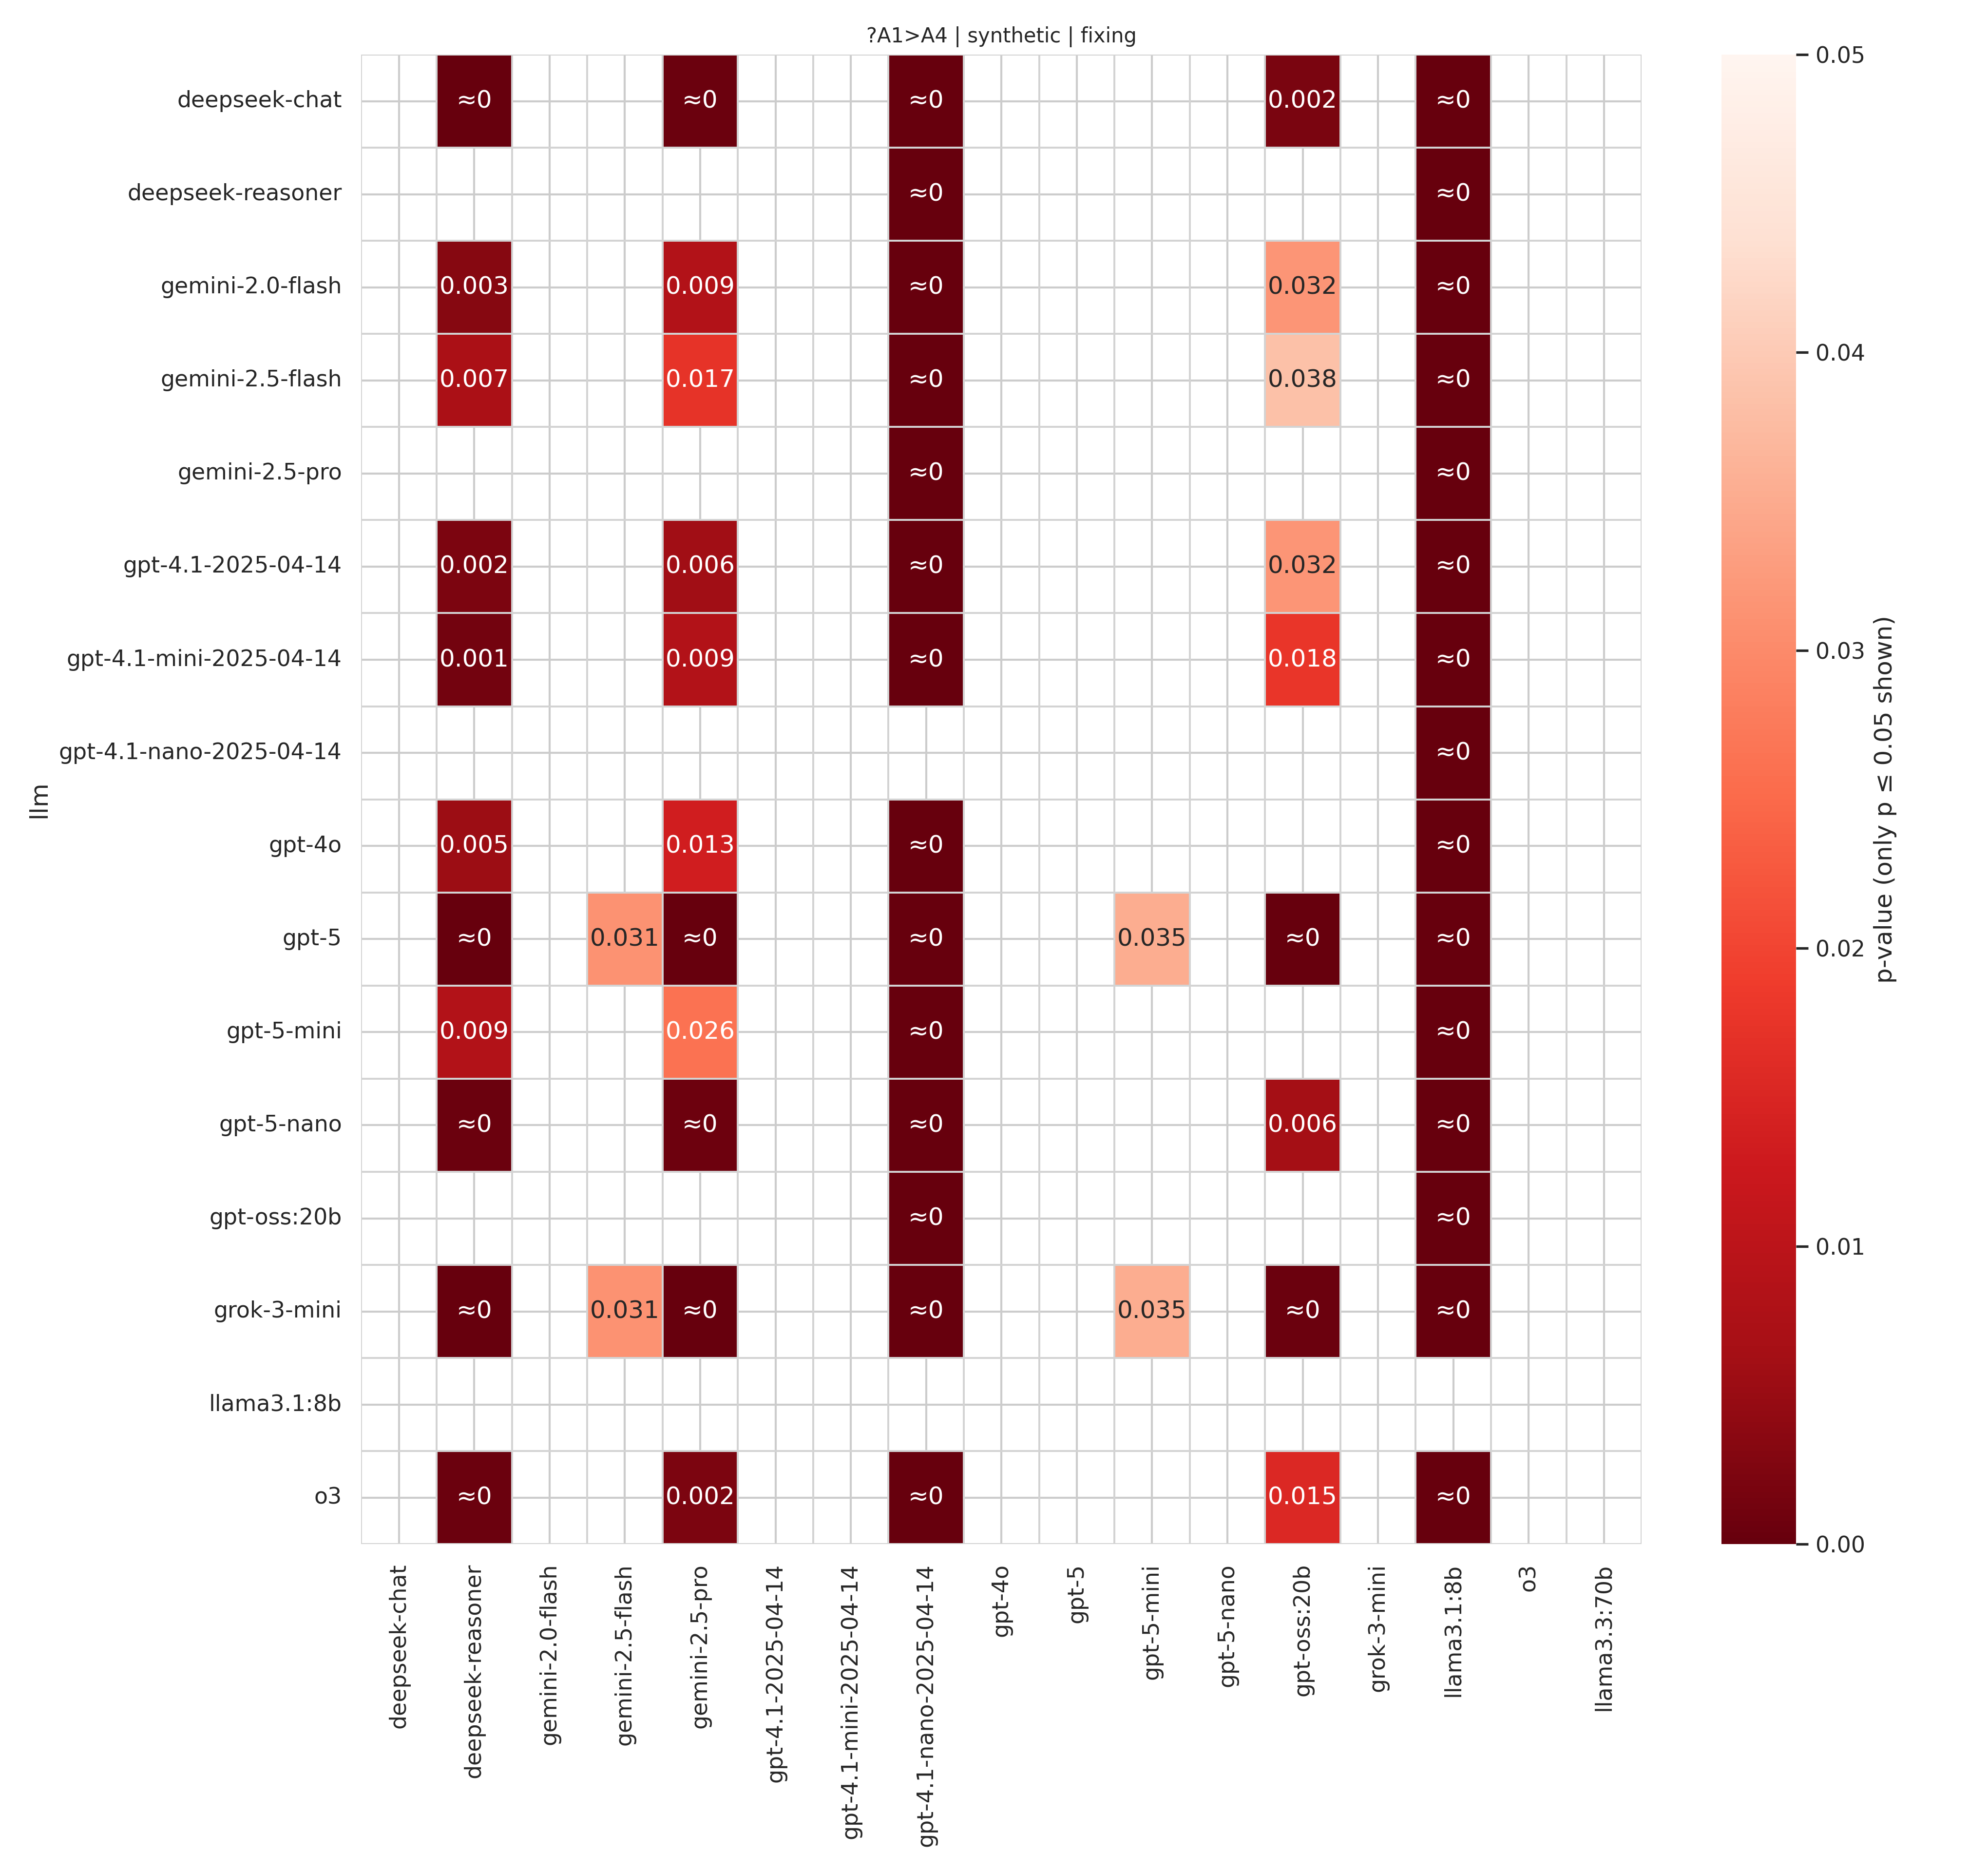 ?A1>A4 | synthetic | fixing
deepseek-chat ≈0 ≈0 ≈0 0.002 ≈0
deepseek-reasoner ≈0 ≈0
gemini-2.0-flash 0.003 0.009 ≈0 0.032 ≈0
gemini-2.5-flash 0.007 0.017 ≈0 0.038 ≈0
gemini-2.5-pro ≈0 ≈0
gpt-4.1-2025-04-14 0.002 0.006 ≈0 0.032 ≈0
gpt-4.1-mini-2025-04-14 0.001 0.009 ≈0 0.018 ≈0
gpt-4.1-nano-2025-04-14 ≈0
gpt-4o 0.005 0.013 ≈0 ≈0
gpt-5 ≈0 0.031 ≈0 ≈0 0.035 ≈0 ≈0
gpt-5-mini 0.009 0.026 ≈0 ≈0
gpt-5-nano ≈0 ≈0 ≈0 0.006 ≈0
gpt-oss:20b ≈0 ≈0
grok-3-mini ≈0 0.031 ≈0 ≈0 0.035 ≈0 ≈0
llama3.1:8b
o3 ≈0 0.002 ≈0 0.015 ≈0
llm
deepseek-chat
deepseek-reasoner
gemini-2.0-flash
gemini-2.5-flash
gemini-2.5-pro
gpt-4.1-2025-04-14
gpt-4.1-mini-2025-04-14
gpt-4.1-nano-2025-04-14
gpt-4o
gpt-5
gpt-5-mini
gpt-5-nano
gpt-oss:20b
grok-3-mini
llama3.1:8b
o3
llama3.3:70b
0.05
0.04
0.03
0.02
0.01
0.00
p-value (only p ≤ 0.05 shown)